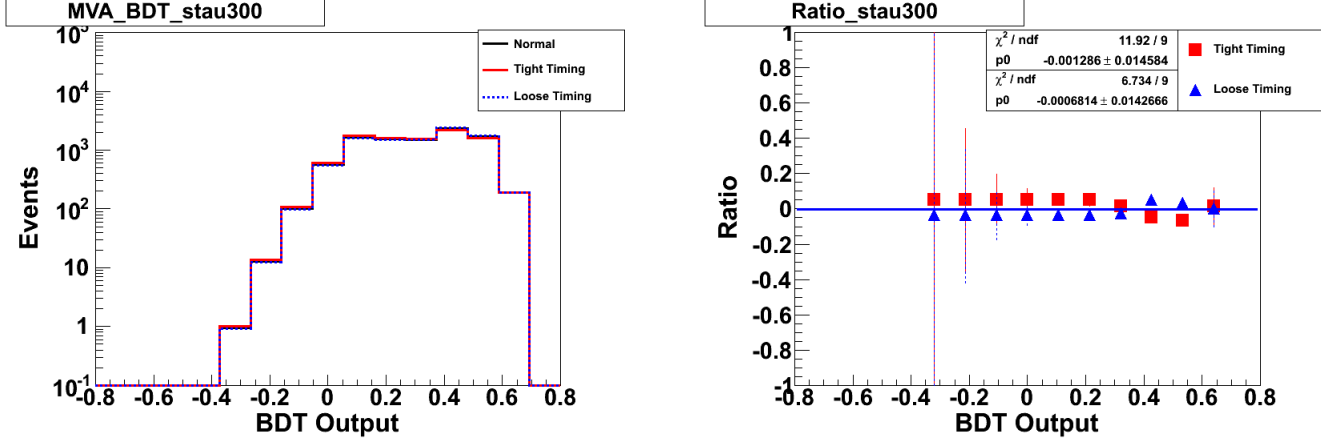 MVA_BDT_stau300
Events
10^5
10^4
10^3
10^2
10
1
10^-1
-0.8 -0.6 -0.4 -0.2 0 0.2 0.4 0.6 0.8
BDT Output
Normal
Tight Timing
Loose Timing
Ratio_stau300
Ratio
1
0.8
0.6
0.4
0.2
0
-0.2
-0.4
-0.6
-0.8
-1
-0.8 -0.6 -0.4 -0.2 0 0.2 0.4 0.6 0.8
BDT Output
χ² / ndf 11.92 / 9
p0 -0.001286 ± 0.014584
χ² / ndf 6.734 / 9
p0 -0.0006814 ± 0.0142666
Tight Timing
Loose Timing